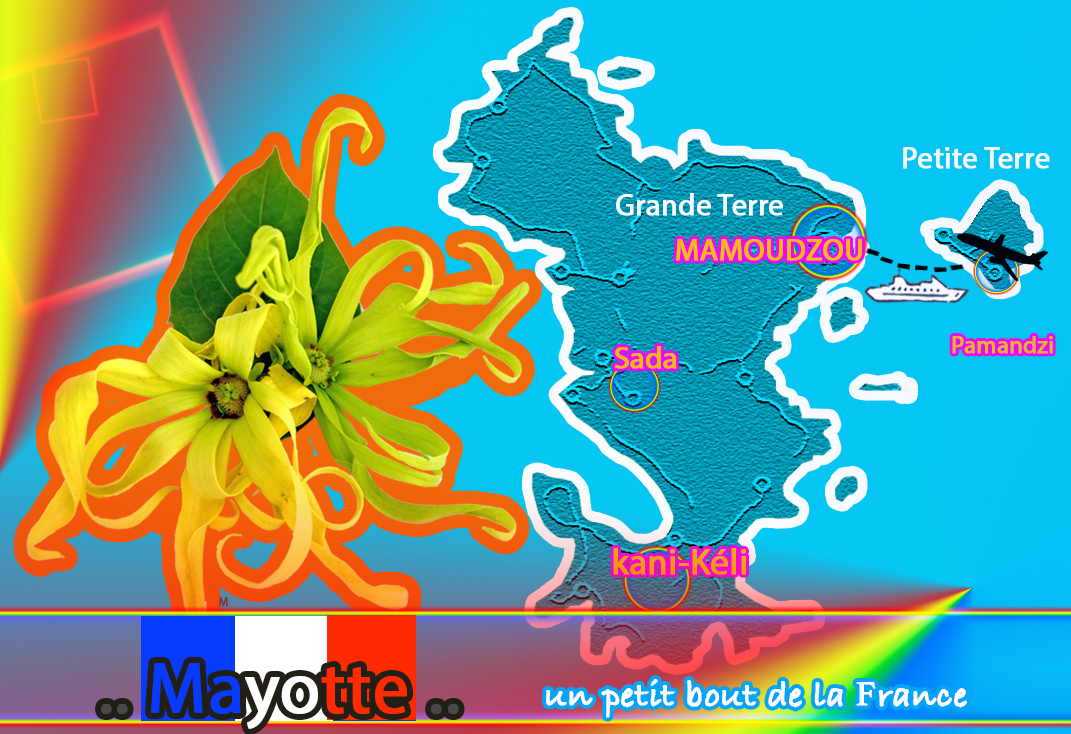 Petite Terre
Grande Terre
MAMOUDZOU
Pamandzi
Sada
kani-Kéli
M
.. Mayotte ..
un petit bout de la France